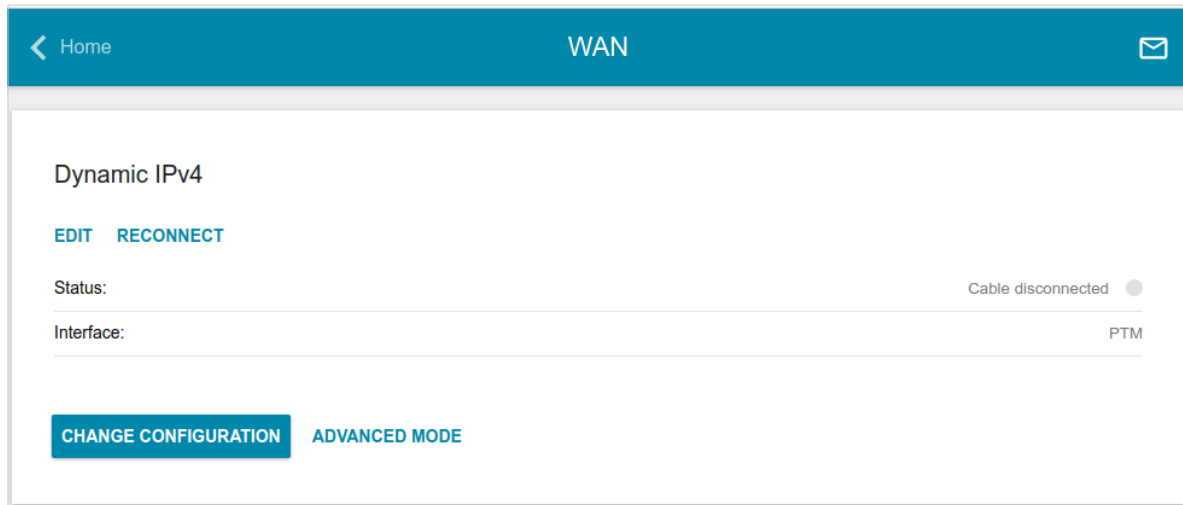 Home WAN
Dynamic IPv4
EDIT RECONNECT
Status: Cable disconnected
Interface: PTM
CHANGE CONFIGURATION ADVANCED MODE